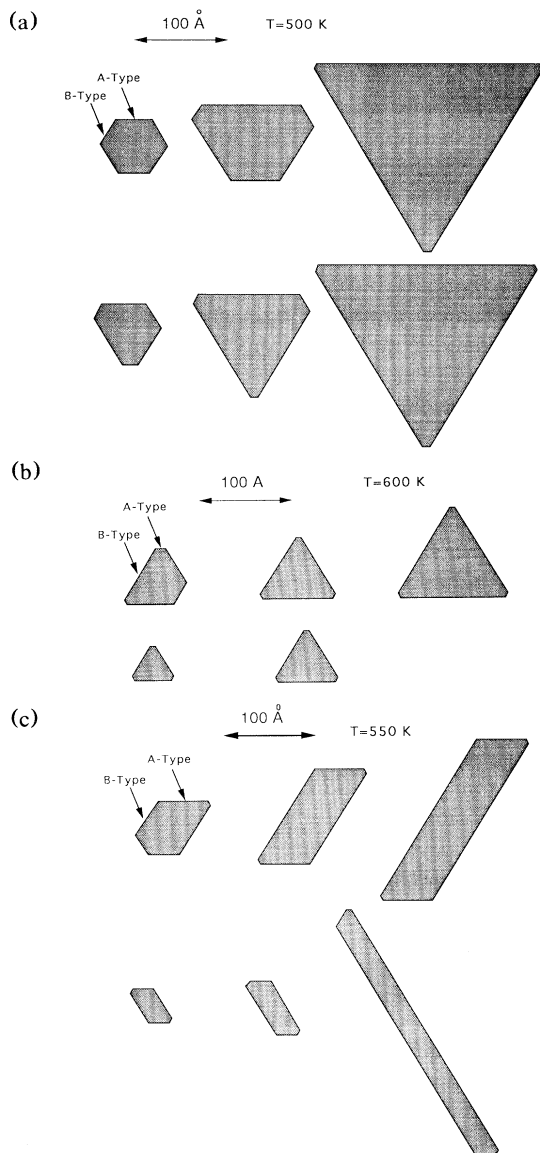 (a)
100 Å T=500 K
A-Type
B-Type
(b)
100 A T=600 K
A-Type
B-Type
(c)
100 Å T=550 K
A-Type
B-Type